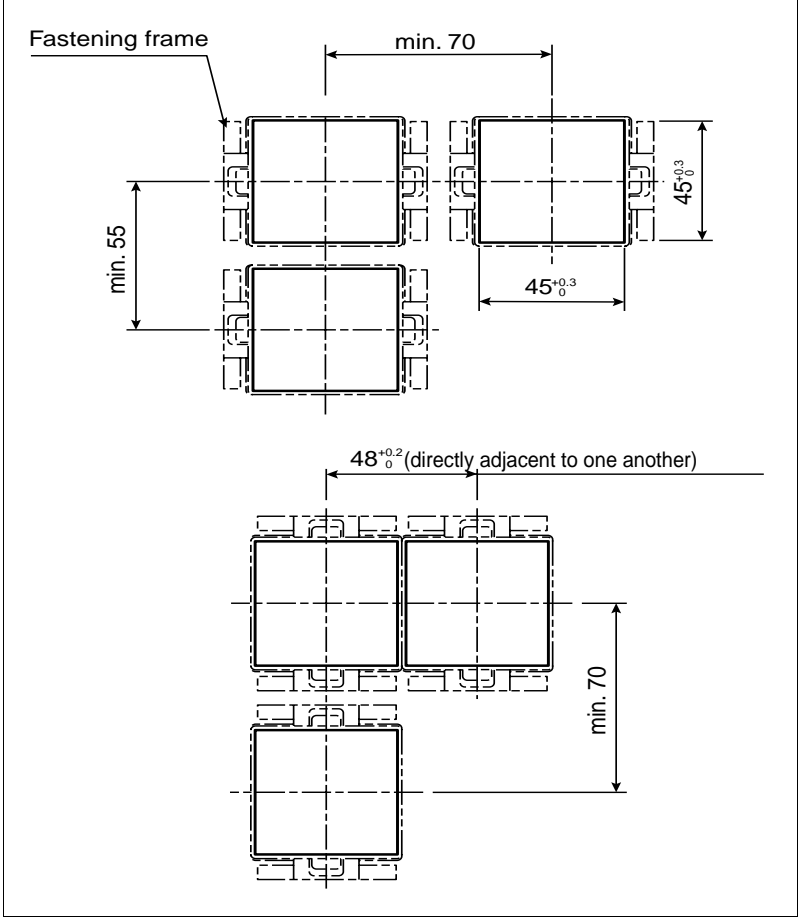 Fastening frame
min. 70
45 +0.3 0
min. 55
45 +0.3 0
48 +0.2 0 (directly adjacent to one another)
min. 70